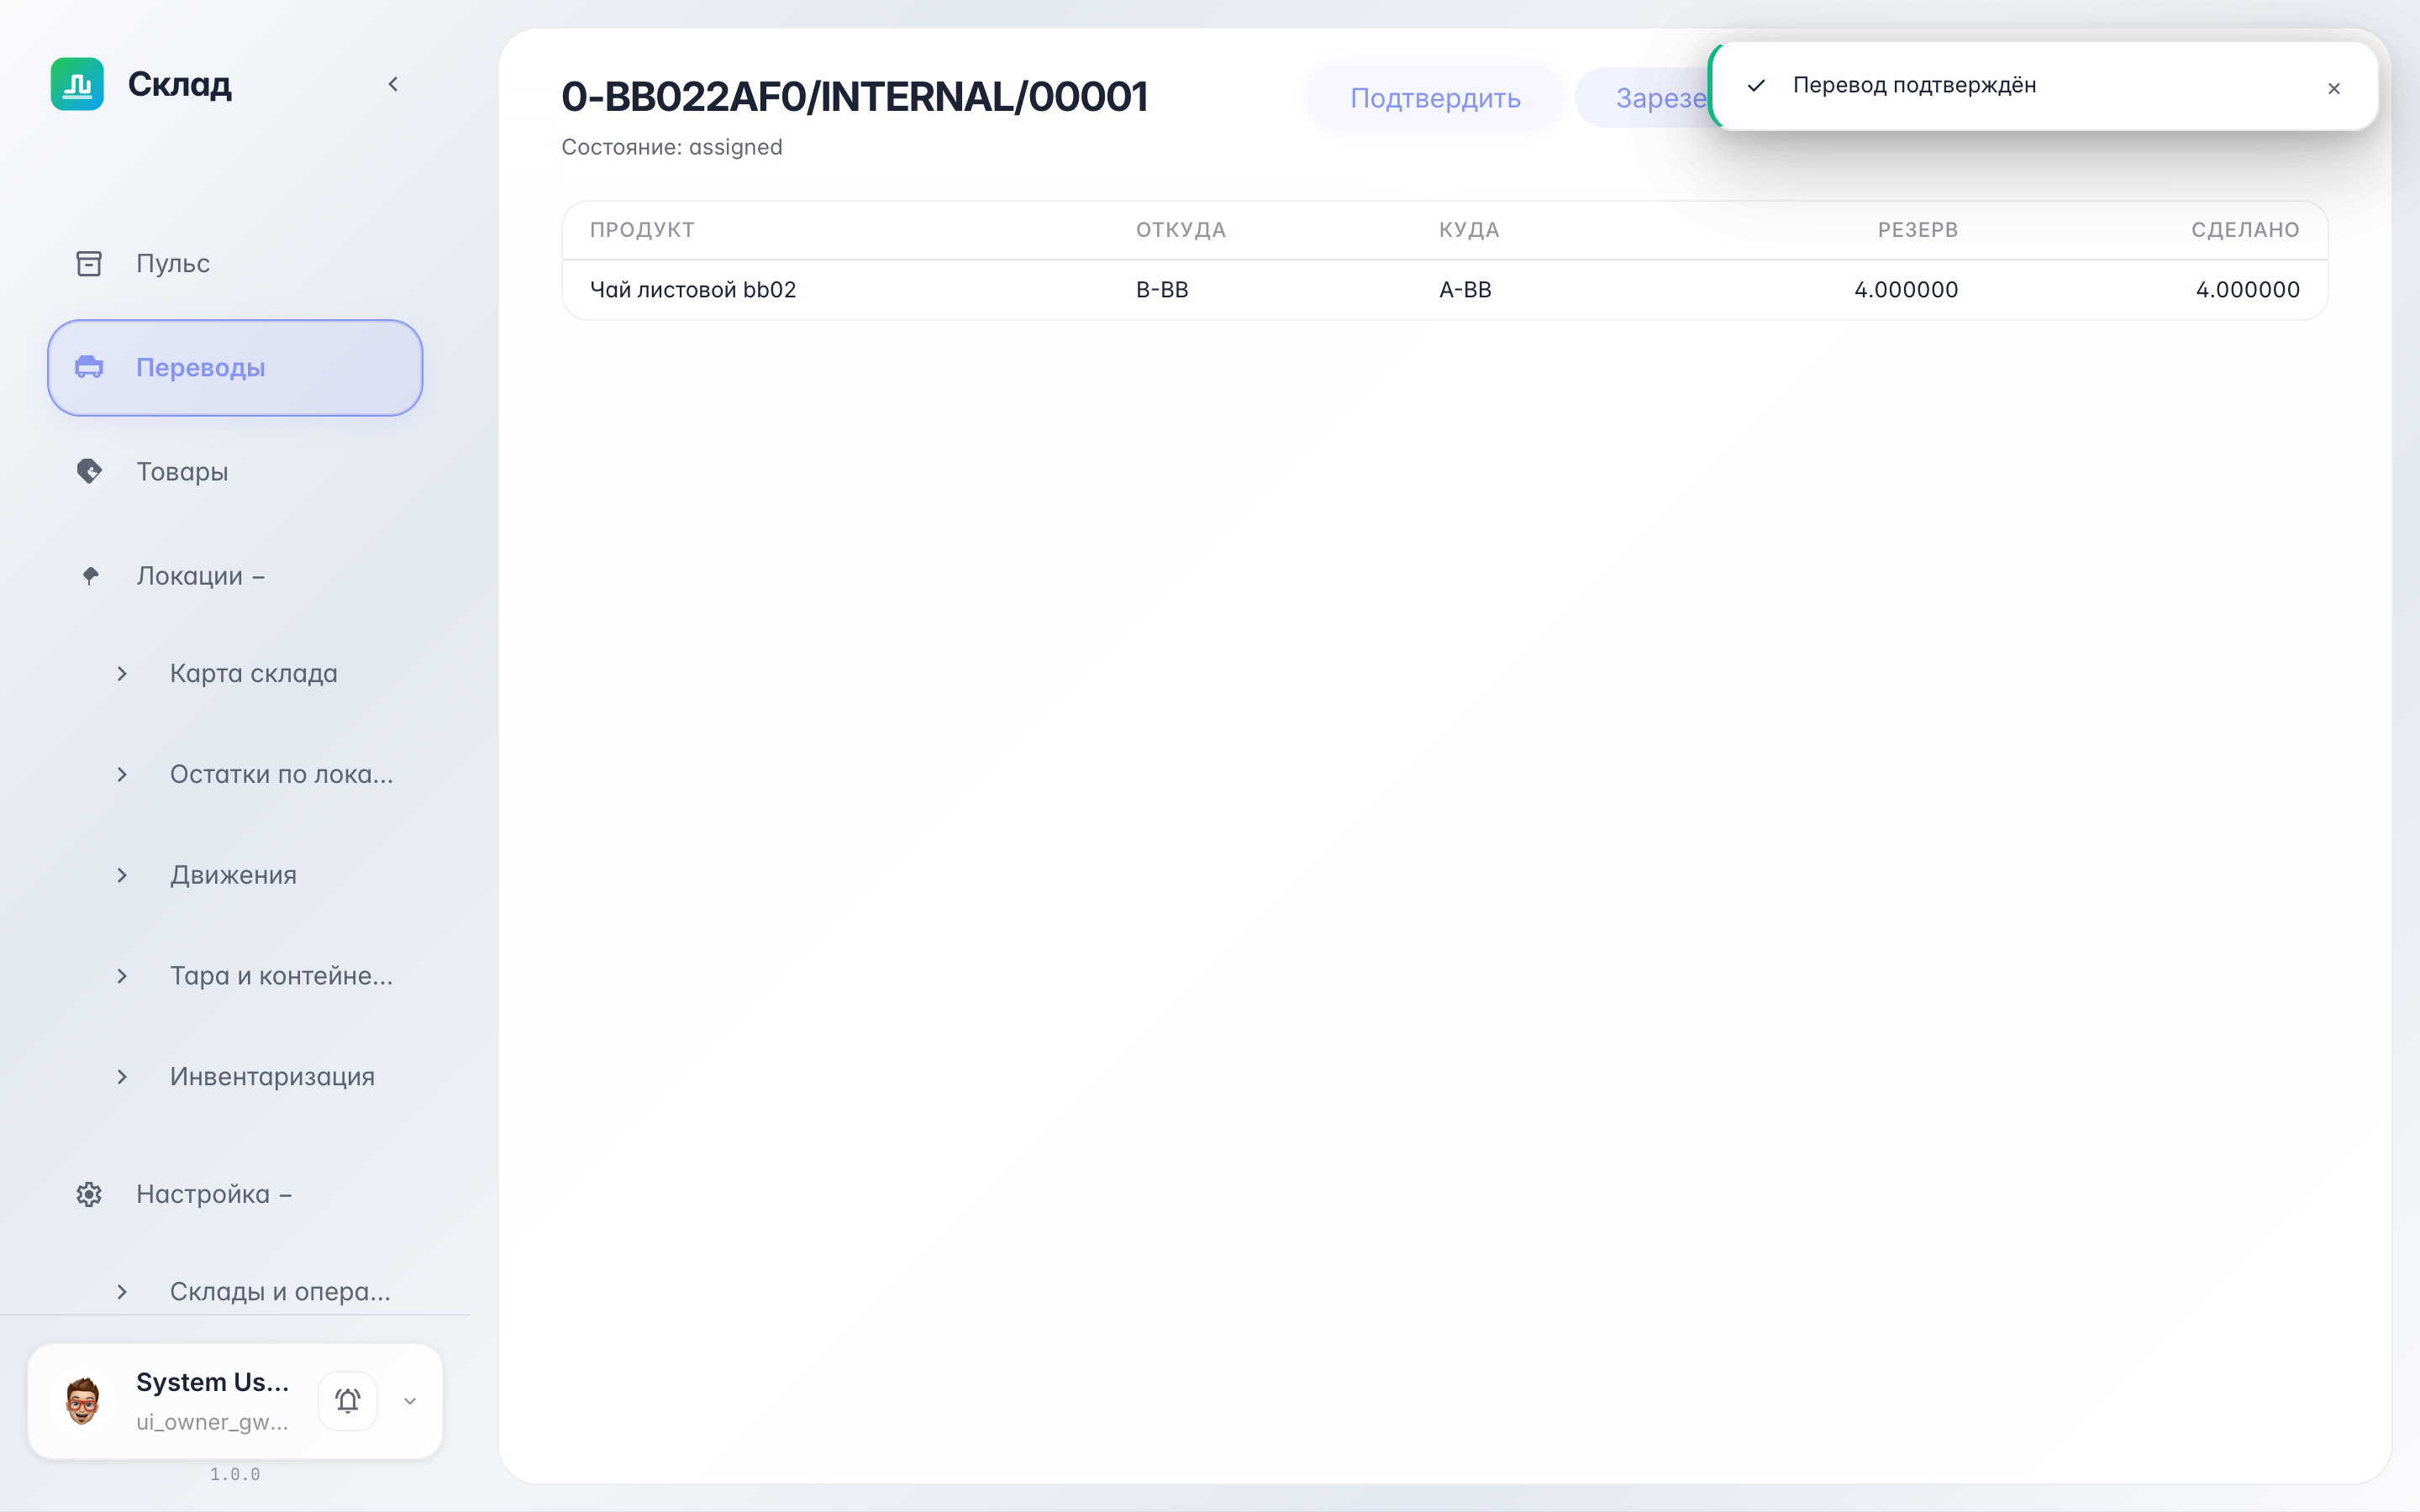 Склад
Пульс
Переводы
Товары
Локации –
Карта склада
Остатки по лока...
Движения
Тара и контейне...
Инвентаризация
Настройка –
Склады и опера...
System Us...
ui_owner_gw...
1.0.0
0-BB022AF0/INTERNAL/00001
Состояние: assigned
Подтвердить
Зарезе
Перевод подтверждён
ПРОДУКТ ОТКУДА КУДА РЕЗЕРВ СДЕЛАНО
Чай листовой bb02 B-BB A-BB 4.000000 4.000000